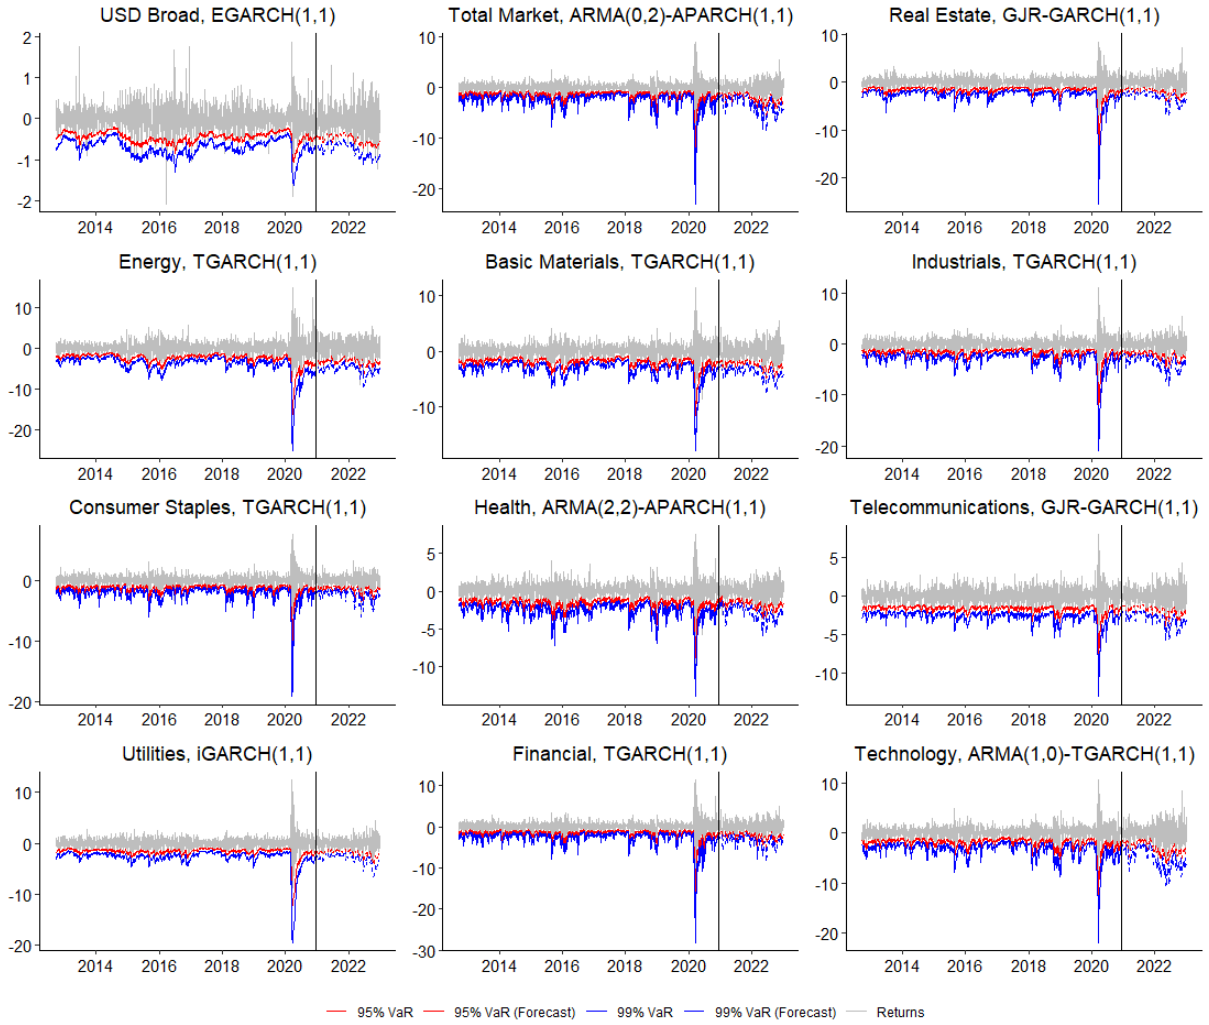 USD Broad, EGARCH(1,1)
2
1
0
-1
-2
2014 2016 2018 2020 2022
Total Market, ARMA(0,2)-APARCH(1,1)
10
0
-10
-20
2014 2016 2018 2020 2022
Real Estate, GJR-GARCH(1,1)
10
0
-10
-20
2014 2016 2018 2020 2022
Energy, TGARCH(1,1)
10
0
-10
-20
2014 2016 2018 2020 2022
Basic Materials, TGARCH(1,1)
10
0
-10
2014 2016 2018 2020 2022
Industrials, TGARCH(1,1)
10
0
-10
-20
2014 2016 2018 2020 2022
Consumer Staples, TGARCH(1,1)
0
-10
-20
2014 2016 2018 2020 2022
Health, ARMA(2,2)-APARCH(1,1)
5
0
-5
-10
2014 2016 2018 2020 2022
Telecommunications, GJR-GARCH(1,1)
5
0
-5
-10
2014 2016 2018 2020 2022
Utilities, iGARCH(1,1)
10
0
-10
-20
2014 2016 2018 2020 2022
Financial, TGARCH(1,1)
10
0
-10
-20
-30
2014 2016 2018 2020 2022
Technology, ARMA(1,0)-TGARCH(1,1)
10
0
-10
-20
2014 2016 2018 2020 2022
95% VaR 95% VaR (Forecast) 99% VaR 99% VaR (Forecast) Returns